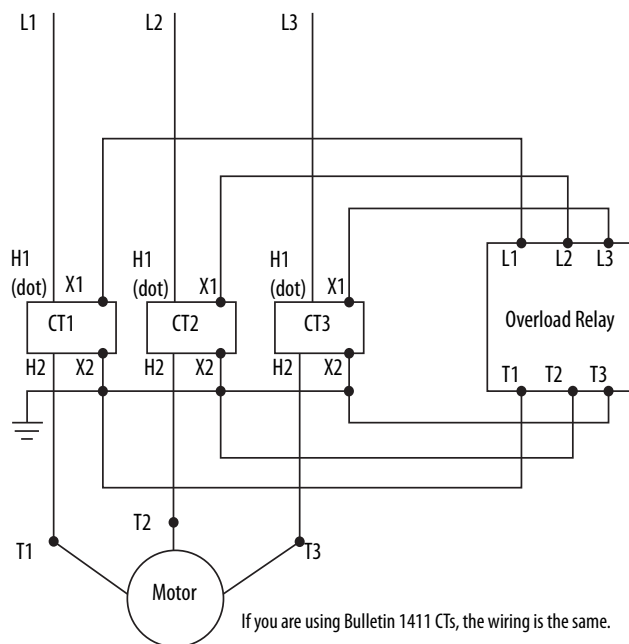 L1 L2 L3
H1 (dot) X1 H1 (dot) X1 H1 (dot) X1
L1 L2 L3
CT1 CT2 CT3
Overload Relay
H2 X2 H2 X2 H2 X2
T1 T2 T3
T1 T2 T3
Motor
If you are using Bulletin 1411 CTs, the wiring is the same.